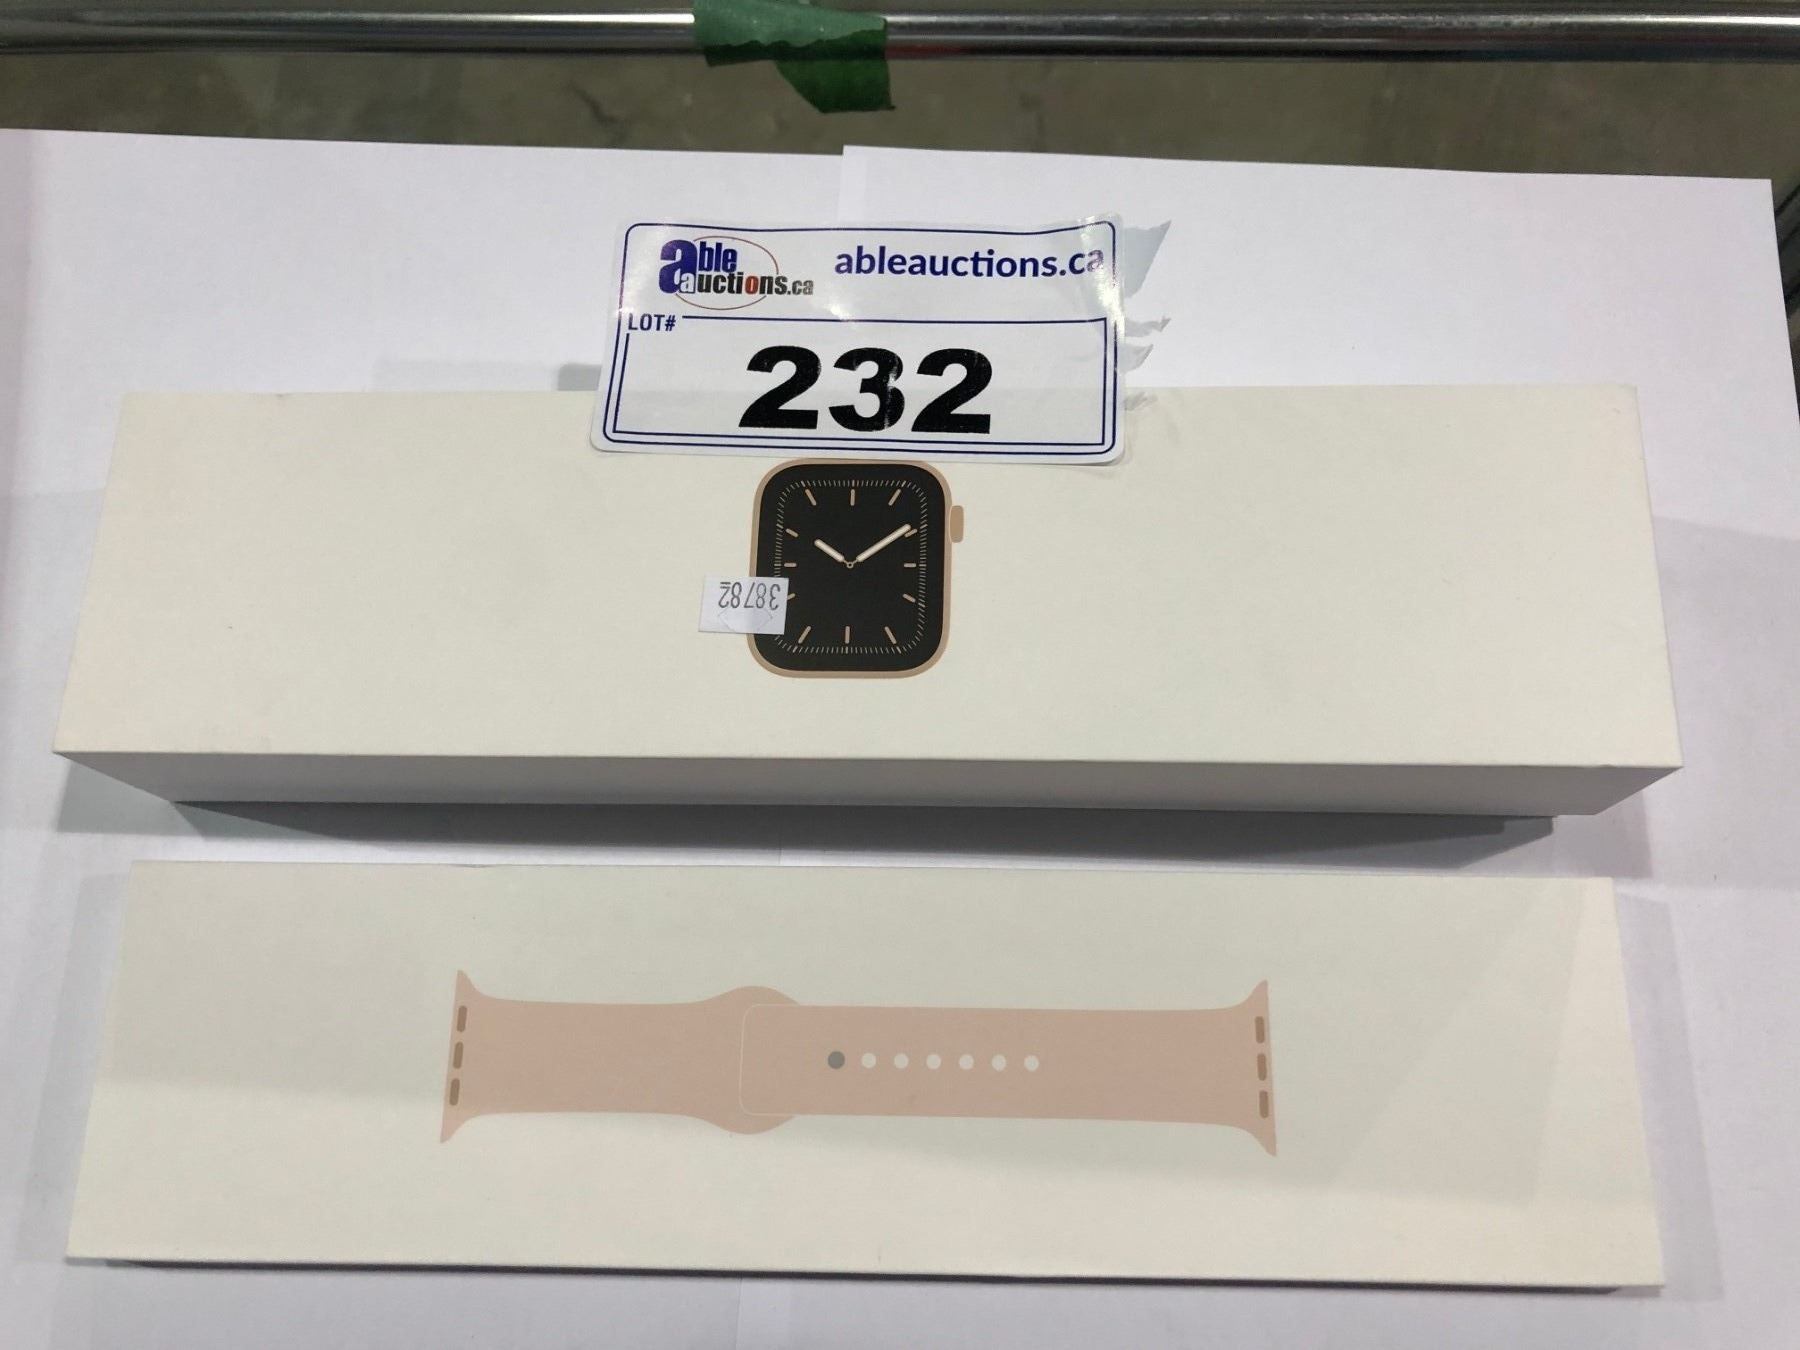 able
auctions.ca
ableauctions.ca
LOT#
232
38782